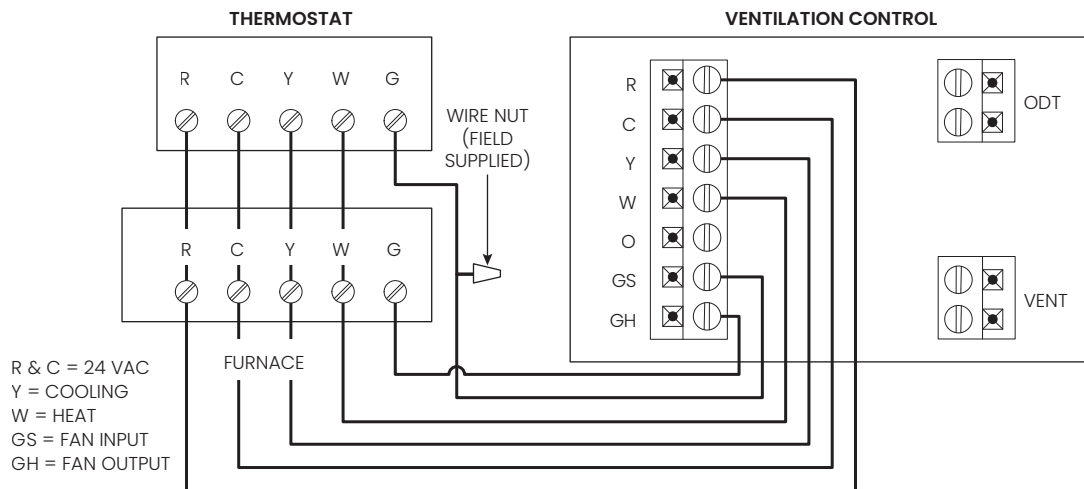 THERMOSTAT
R C Y W G
WIRE NUT
(FIELD
SUPPLIED)
R C Y W G
FURNACE
R & C = 24 VAC
Y = COOLING
W = HEAT
GS = FAN INPUT
GH = FAN OUTPUT
VENTILATION CONTROL
R
C
Y
W
O
GS
GH
ODT
VENT